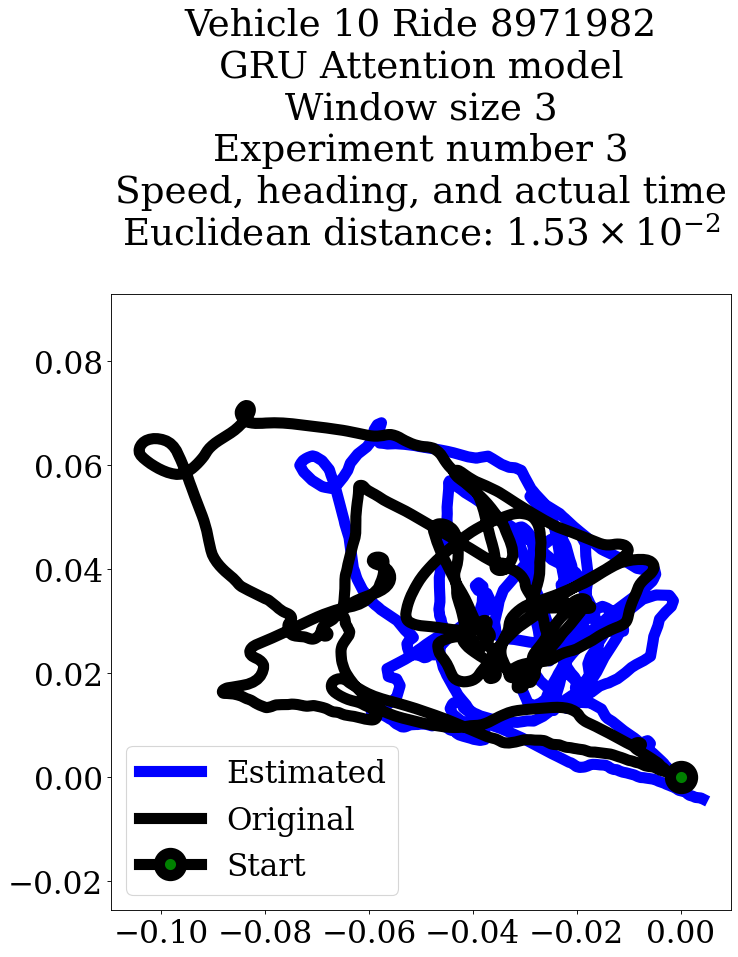 Vehicle 10 Ride 8971982
GRU Attention model
Window size 3
Experiment number 3
Speed, heading, and actual time
Euclidean distance: 1.53 × 10⁻²
0.08
0.06
0.04
0.02
0.00
−0.02
Estimated
Original
Start
−0.10 −0.08 −0.06 −0.04 −0.02 0.00